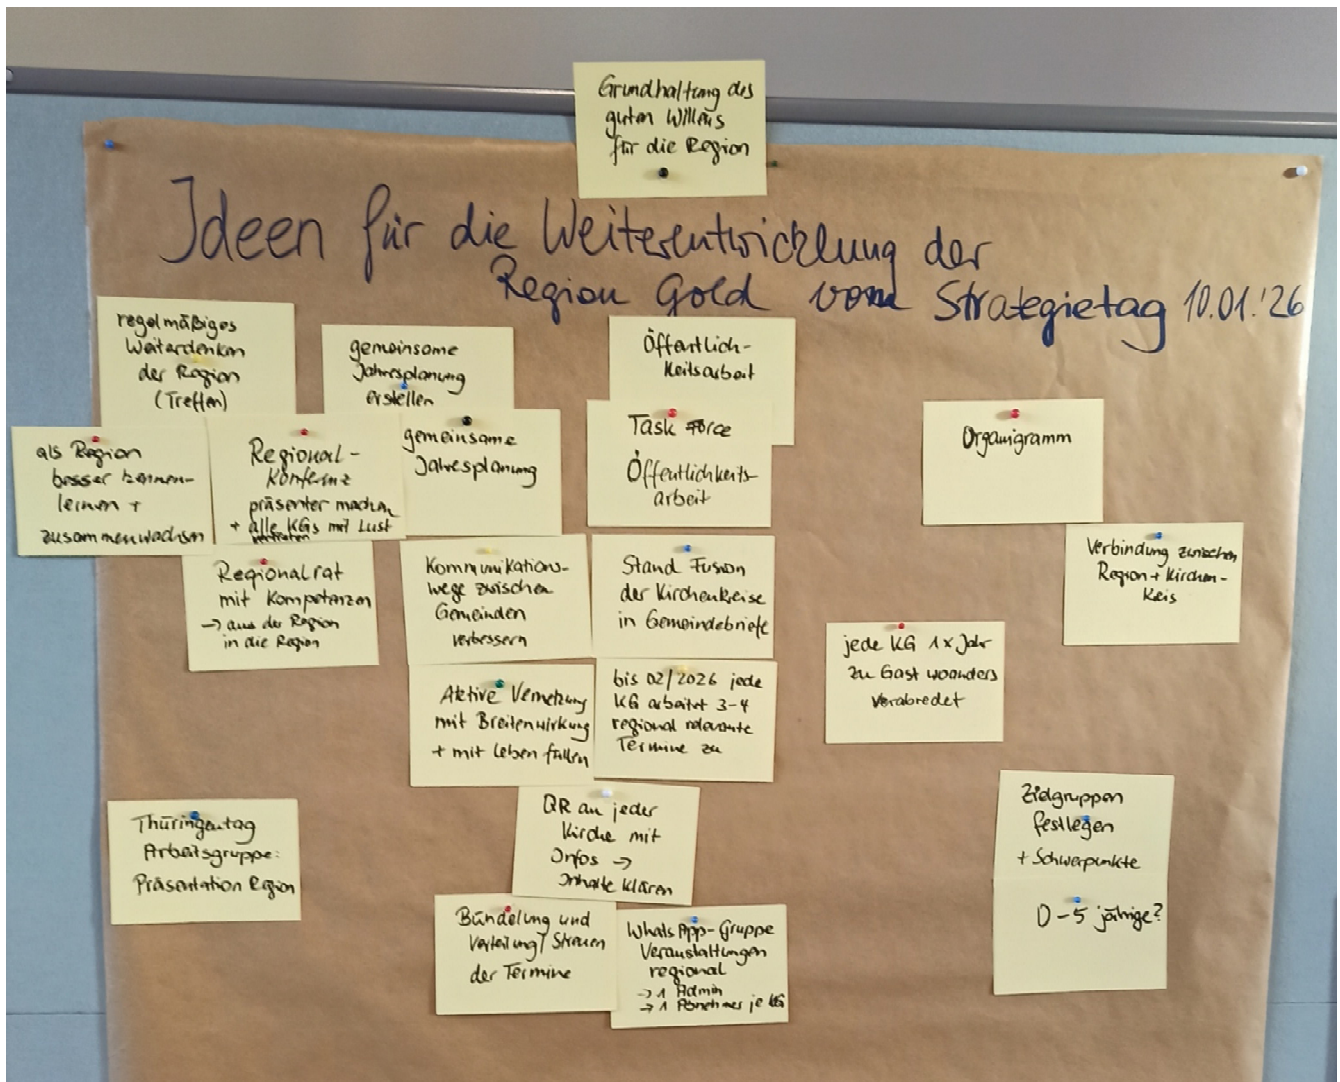 Grundhaltung des
guten Willens
für die Region
Ideen für die Weiterentwicklung der
Region Gold vom Strategietag 10.01.'26
regelmäßiges
Weiterdenken
der Region
(Treffen)
gemeinsame
Jahresplanung
erstellen
Öffentlich-
keitsarbeit
als Region
besser kennen-
lernen +
zusammenwachsen
Regional-
Konferenz
präsenter machen
+ alle KGs mit Lust
vertreten
gemeinsame
Jahresplanung
Task Force
Öffentlichkeits-
arbeit
Organigramm
Verbindung zwischen
Region + Kirchen-
keis
Regionalrat
mit Kompetenzen
→ aus der Region
in die Region
Kommunikations-
wege zwischen
Gemeinden
verbessern
Stand Fusion
der Kirchenkreise
in Gemeindebriefe
jede KG 1x Jahr
zu Gast woanders
verabredet
Aktive Vernetzung
mit Breitenwirkung
+ mit Leben füllen
bis 02/2026 jede
KG arbeitet 3-4
regional relevante
Termine zu
Thüringentag
Arbeitsgruppe:
Präsentation Region
QR an jeder
Kirche mit
Infos →
Inhalte klären
Zielgruppen
festlegen
+ Schwerpunkte
0-5 jährige?
Bündelung und
Verteilung/Streuen
der Termine
WhatsApp-Gruppe
Veranstaltungen
regional
→ 1 Admin
→ 1 je KG